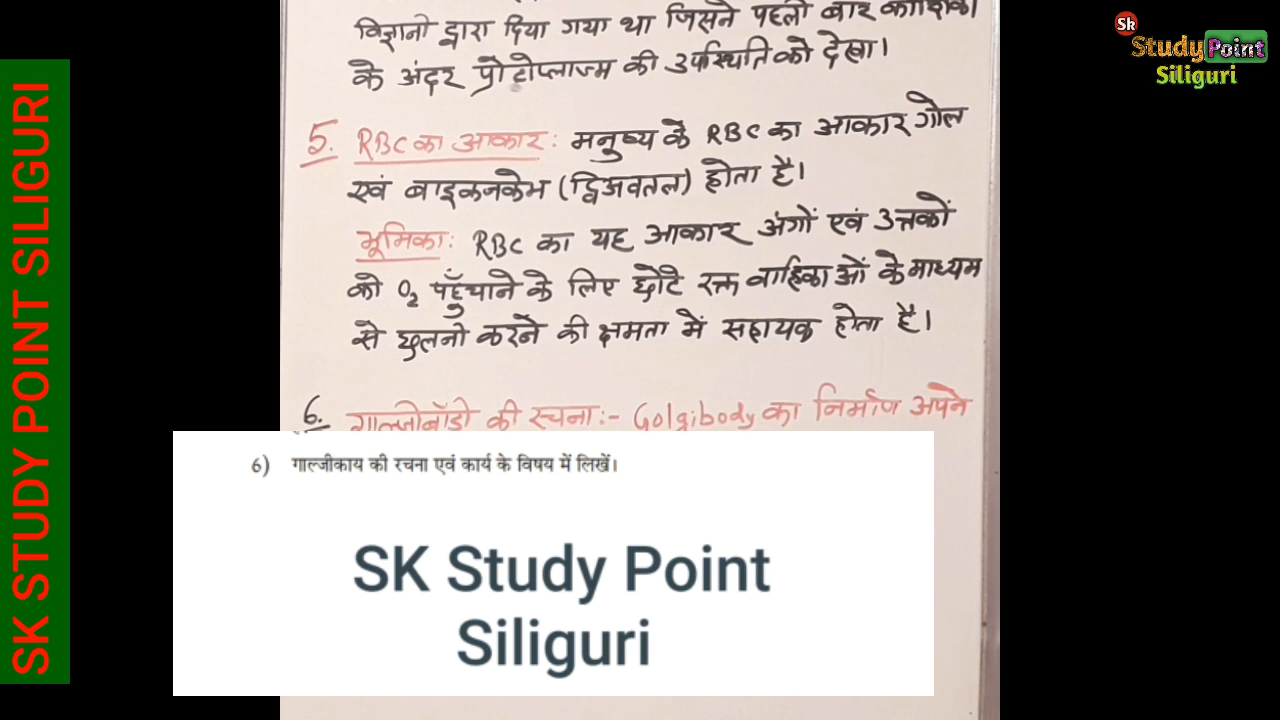 विज्ञानी द्वारा दिया गया था जिसने पहली बार कोशिका
के अंदर प्रोटोप्लाज्म की उपस्थिति को देखा।
5. RBC का आकार: मनुष्य के RBC का आकार गोल
एवं बाइकनकेभ (द्विअवतल) होता है।
भूमिका: RBC का यह आकार अंगों एवं उत्तकों
को O₂ पहुँचाने के लिए छोटे रक्त वाहिकाओं के माध्यम
से छलनी करने की क्षमता में सहायक होता है।
6. गाल्जीबॉडी की रचना:- Golgibody का निर्माण अपने
6) गाल्जीकाय की रचना एवं कार्य के विषय में लिखें।
SK Study Point
Siliguri
SK STUDY POINT SILIGURI
Sk
Study Point
Siliguri